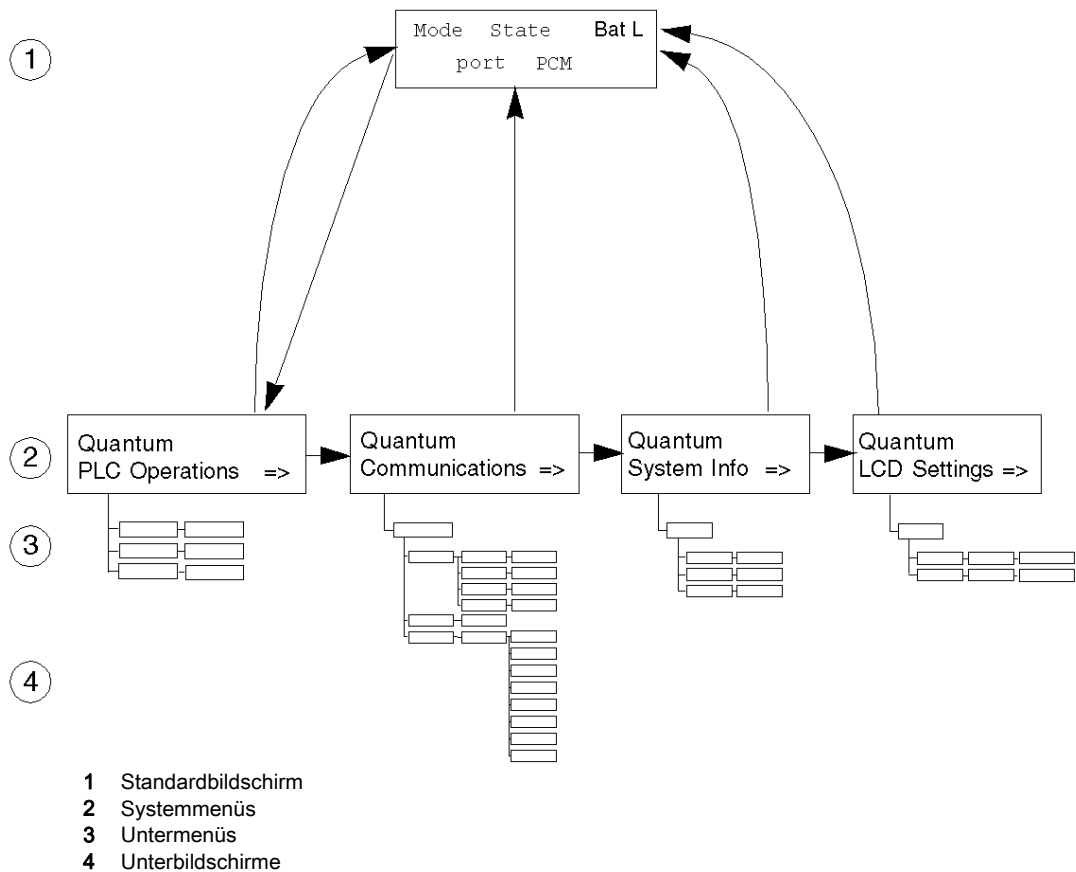 1
Mode State Bat L
port PCM
2
Quantum
PLC Operations =>
Quantum
Communications =>
Quantum
System Info =>
Quantum
LCD Settings =>
3
4
1 Standardbildschirm
2 Systemmenüs
3 Untermenüs
4 Unterbildschirme